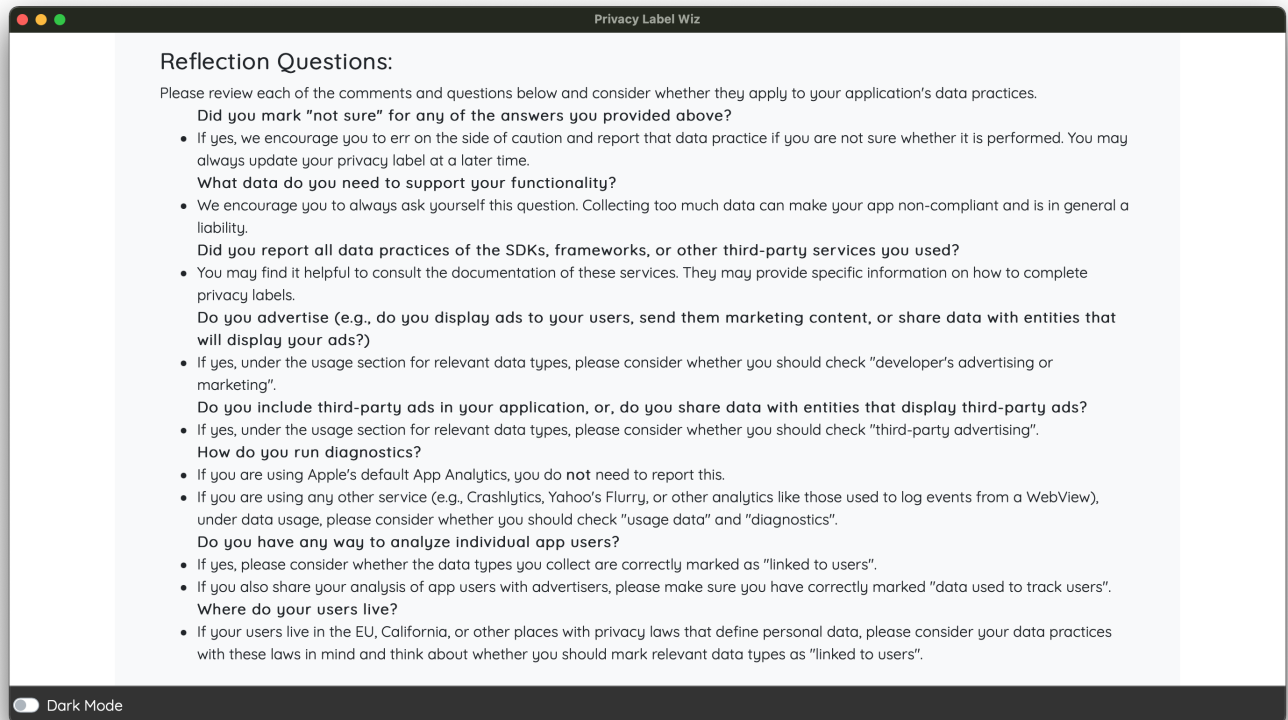 Privacy Label Wiz
Reflection Questions:
Please review each of the comments and questions below and consider whether they apply to your application's data practices.
Did you mark "not sure" for any of the answers you provided above?
• If yes, we encourage you to err on the side of caution and report that data practice if you are not sure whether it is performed. You may
always update your privacy label at a later time.
What data do you need to support your functionality?
• We encourage you to always ask yourself this question. Collecting too much data can make your app non-compliant and is in general a
liability.
Did you report all data practices of the SDKs, frameworks, or other third-party services you used?
• You may find it helpful to consult the documentation of these services. They may provide specific information on how to complete
privacy labels.
Do you advertise (e.g., do you display ads to your users, send them marketing content, or share data with entities that
will display your ads?)
• If yes, under the usage section for relevant data types, please consider whether you should check "developer's advertising or
marketing".
Do you include third-party ads in your application, or, do you share data with entities that display third-party ads?
• If yes, under the usage section for relevant data types, please consider whether you should check "third-party advertising".
How do you run diagnostics?
• If you are using Apple's default App Analytics, you do not need to report this.
• If you are using any other service (e.g., Crashlytics, Yahoo's Flurry, or other analytics like those used to log events from a WebView),
under data usage, please consider whether you should check "usage data" and "diagnostics".
Do you have any way to analyze individual app users?
• If yes, please consider whether the data types you collect are correctly marked as "linked to users".
• If you also share your analysis of app users with advertisers, please make sure you have correctly marked "data used to track users".
Where do your users live?
• If your users live in the EU, California, or other places with privacy laws that define personal data, please consider your data practices
with these laws in mind and think about whether you should mark relevant data types as "linked to users".
Dark Mode